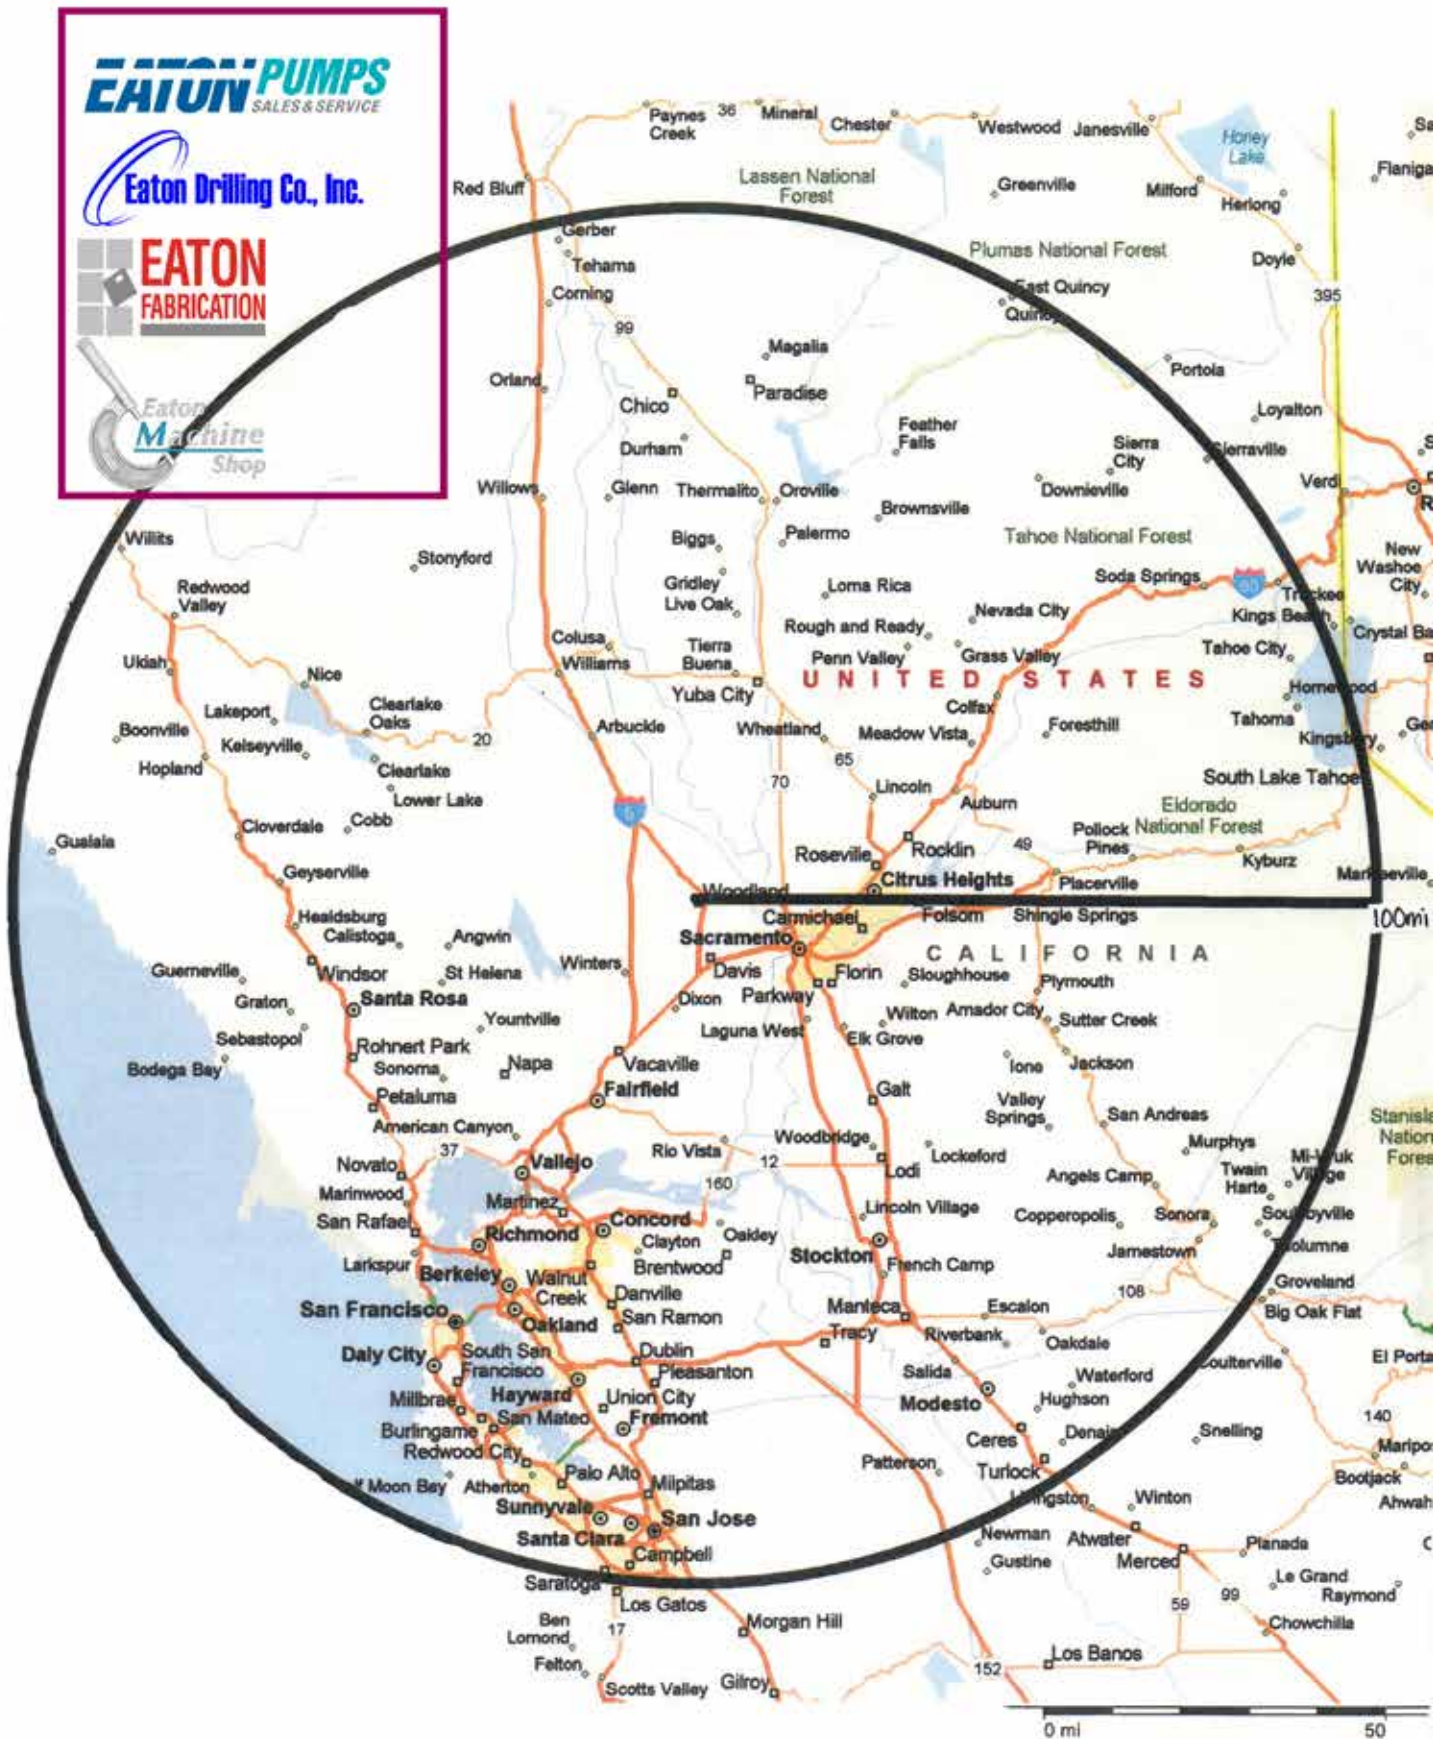 EATON PUMPS
SALES & SERVICE
Eaton Drilling Co., Inc.
EATON
FABRICATION
Eaton
Machine
Shop
Paynes
Creek
36
Mineral
Chester
Westwood
Janesville
Honey
Lake
Red Bluff
Lassen National
Forest
Greenville
Milford
Herlong
Gerber
Tehama
Corning
Plumas National Forest
Doyle
East Quincy
Quincy
395
99
Magalia
Paradise
Portola
Orland
Chico
Loyalton
Durham
Feather
Falls
Sierra
City
Sierraville
Willows
Glenn
Thermalito
Oroville
Downieville
Verdi
Brownsville
Willits
Biggs
Palermo
Tahoe National Forest
Stonyford
New
Washoe
City
Redwood
Valley
Gridley
Live Oak
Loma Rica
Soda Springs
80
Truckee
Nevada City
Kings Beach
Colusa
Rough and Ready
Ukiah
Williams
Tierra
Buena
Penn Valley
Grass Valley
Tahoe City
Nice
Yuba City
UNITED STATES
Homewood
Lakeport
Clearlake
Oaks
Colfax
Tahoma
Boonville
Arbuckle
Wheatland
Meadow Vista
Foresthill
Kingsbury
Kelseyville
20
Hopland
Clearlake
65
70
Lower Lake
Lincoln
South Lake Tahoe
5
Auburn
Eldorado
National Forest
Cobb
Cloverdale
Pollock
Pines
Gualala
49
Roseville
Rocklin
Kyburz
Geyserville
Citrus Heights
Placerville
Markleeville
Woodland
Healdsburg
Carmichael
Folsom
Shingle Springs
100mi
Calistoga
Angwin
Sacramento
CALIFORNIA
Guerneville
Windsor
St Helena
Winters
Davis
Florin
Sloughhouse
Plymouth
Graton
Santa Rosa
Dixon
Parkway
Wilton
Amador City
Sutter Creek
Sebastopol
Yountville
Laguna West
Elk Grove
Rohnert Park
Bodega Bay
Sonoma
Napa
Vacaville
Ione
Jackson
Petaluma
Fairfield
Galt
Valley
Springs
San Andreas
American Canyon
37
Rio Vista
12
Woodbridge
Lockeford
Murphys
Novato
Vallejo
Lodi
Twain
Harte
Mi-Wuk
Village
Marinwood
Martinez
160
Angels Camp
San Rafael
Concord
Lincoln Village
Copperopolis
Sonora
Soulsbyville
Richmond
Clayton
Oakley
Stockton
Jamestown
Tuolumne
Larkspur
Berkeley
Walnut
Creek
Brentwood
French Camp
Groveland
San Francisco
Danville
108
Big Oak Flat
Oakland
San Ramon
Manteca
Escalon
Tracy
Riverbank
Oakdale
Daly City
South San
Francisco
Dublin
Salida
Coulterville
Pleasanton
Waterford
Millbrae
Hayward
Union City
Modesto
Hughson
Burlingame
San Mateo
Fremont
Ceres
Denair
Snelling
140
Redwood City
Patterson
Turlock
Bootjack
Moon Bay
Atherton
Palo Alto
Milpitas
Livingston
Winton
Sunnyvale
San Jose
Newman
Atwater
Planada
Santa Clara
Campbell
Gustine
Merced
Le Grand
Saratoga
Raymond
Los Gatos
59
99
Ben
Lomond
17
Morgan Hill
Chowchilla
Felton
Los Banos
Scotts Valley
Gilroy
152
0 mi
50